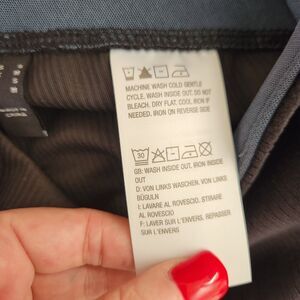 MACHINE WASH COLD GENTLE
CYCLE. WASH INSIDE OUT. DO NOT
BLEACH. DRY FLAT. COOL IRON IF
NEEDED. IRON ON REVERSE SIDE
30
GB: WASH INSIDE OUT. IRON INSIDE
OUT
D: VON LINKS WASCHEN. VON LINKS
BÜGULN
I: LAVARE AL ROVESCIO. STIRARE
AL ROVESCIO
F: LAVER SUR L'ENVERS. REPASSER
SUR L'ENVERS